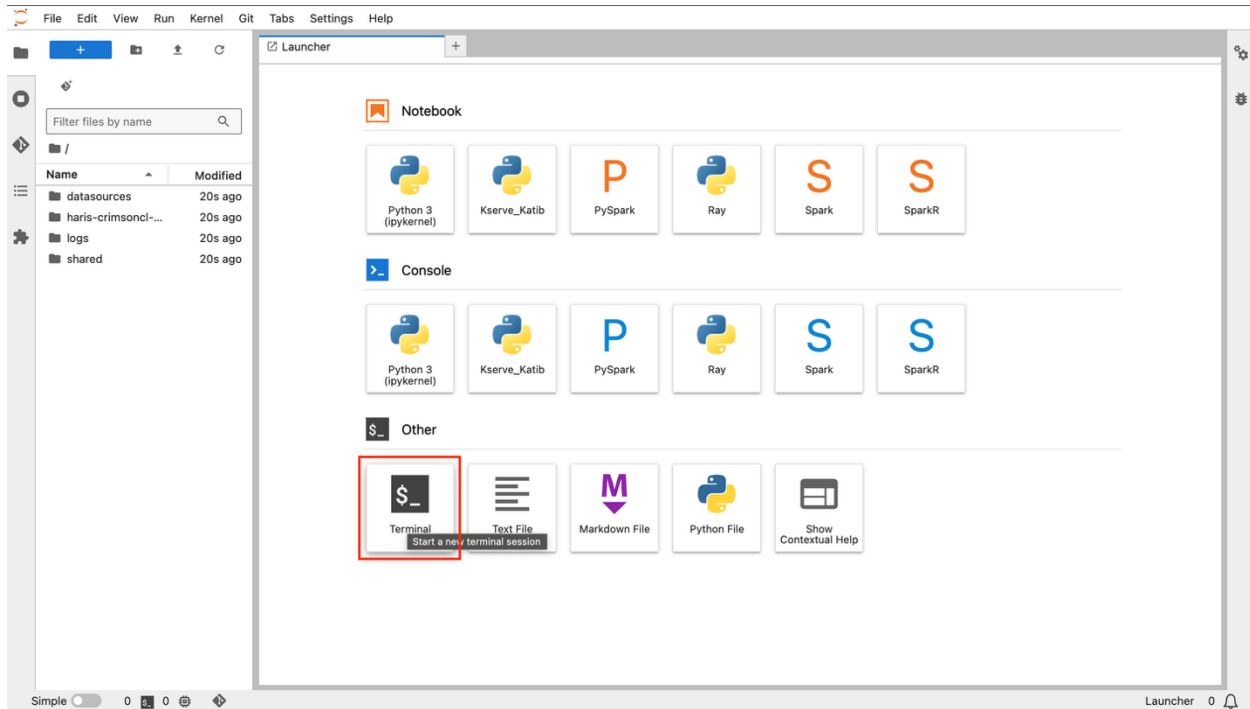 File Edit View Run Kernel Git Tabs Settings Help
+
Launcher
+
Filter files by name
/
Name Modified
datasources 20s ago
haris-crimsoncl-... 20s ago
logs 20s ago
shared 20s ago
Notebook
P S S
Python 3
(ipykernel)
Kserve_Katib
PySpark
Ray
Spark
SparkR
>_ Console
P S S
Python 3
(ipykernel)
Kserve_Katib
PySpark
Ray
Spark
SparkR
$_ Other
$_
M
Terminal
Text File
Markdown File
Python File
Show
Contextual Help
Start a new terminal session
Simple 0 $_ 0
Launcher 0